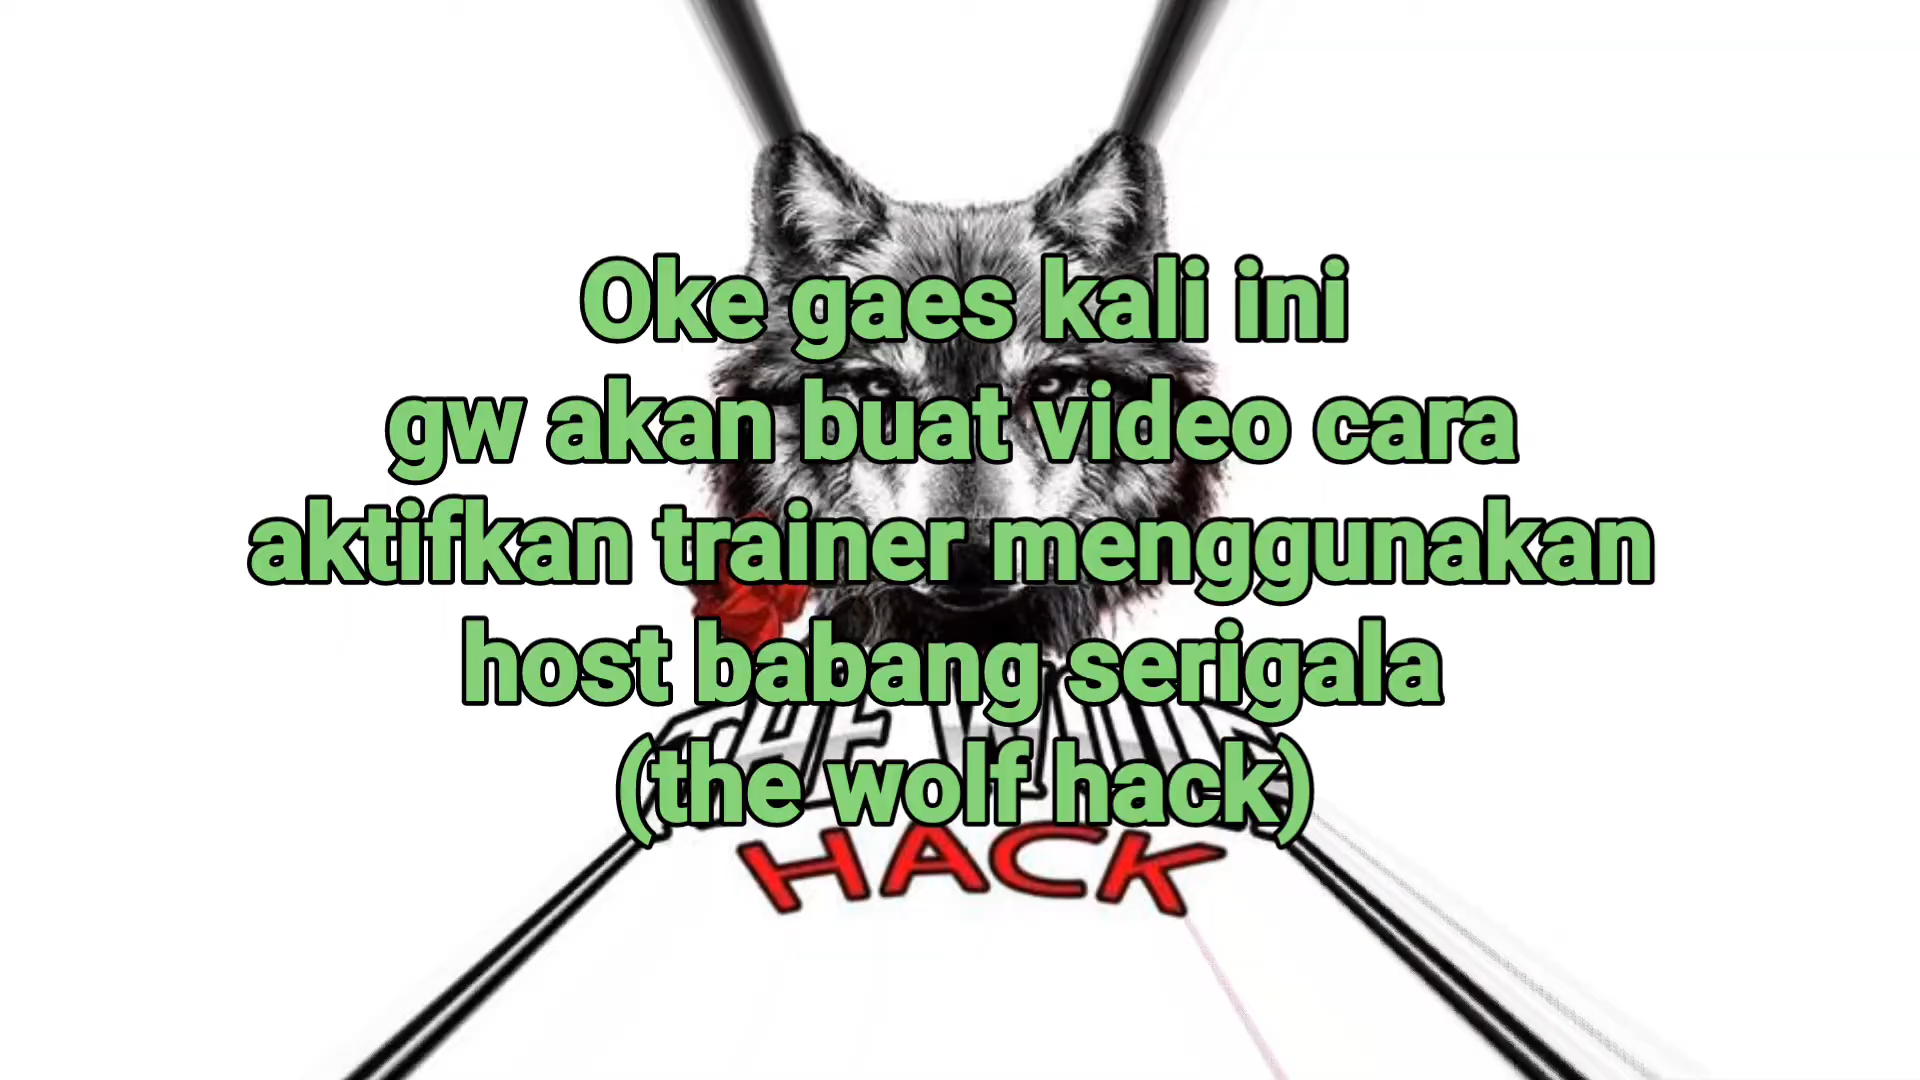 Oke gaes kali ini
gw akan buat video cara
aktifkan trainer menggunakan
host babang serigala
(the wolf hack)
HACK